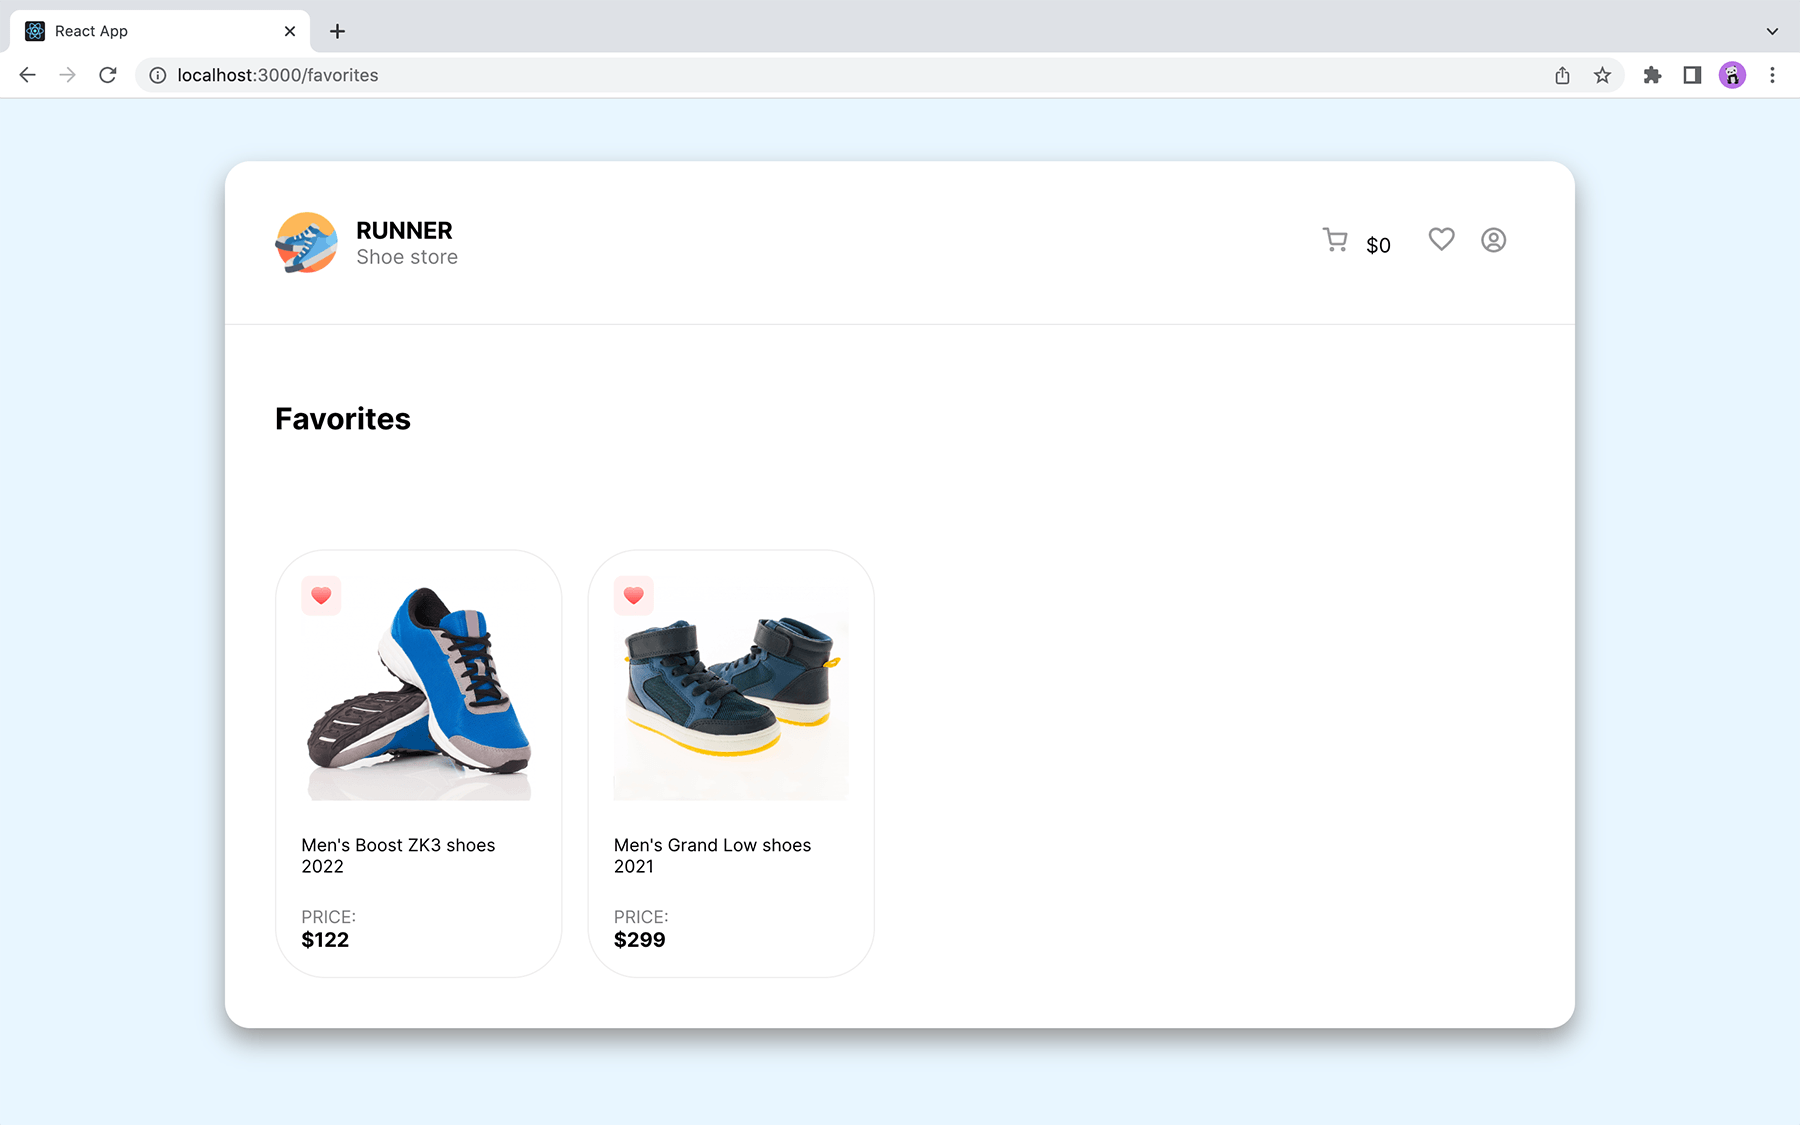 React App
localhost:3000/favorites
RUNNER
Shoe store
$0
Favorites
Men's Boost ZK3 shoes
2022
PRICE:
$122
Men's Grand Low shoes
2021
PRICE:
$299